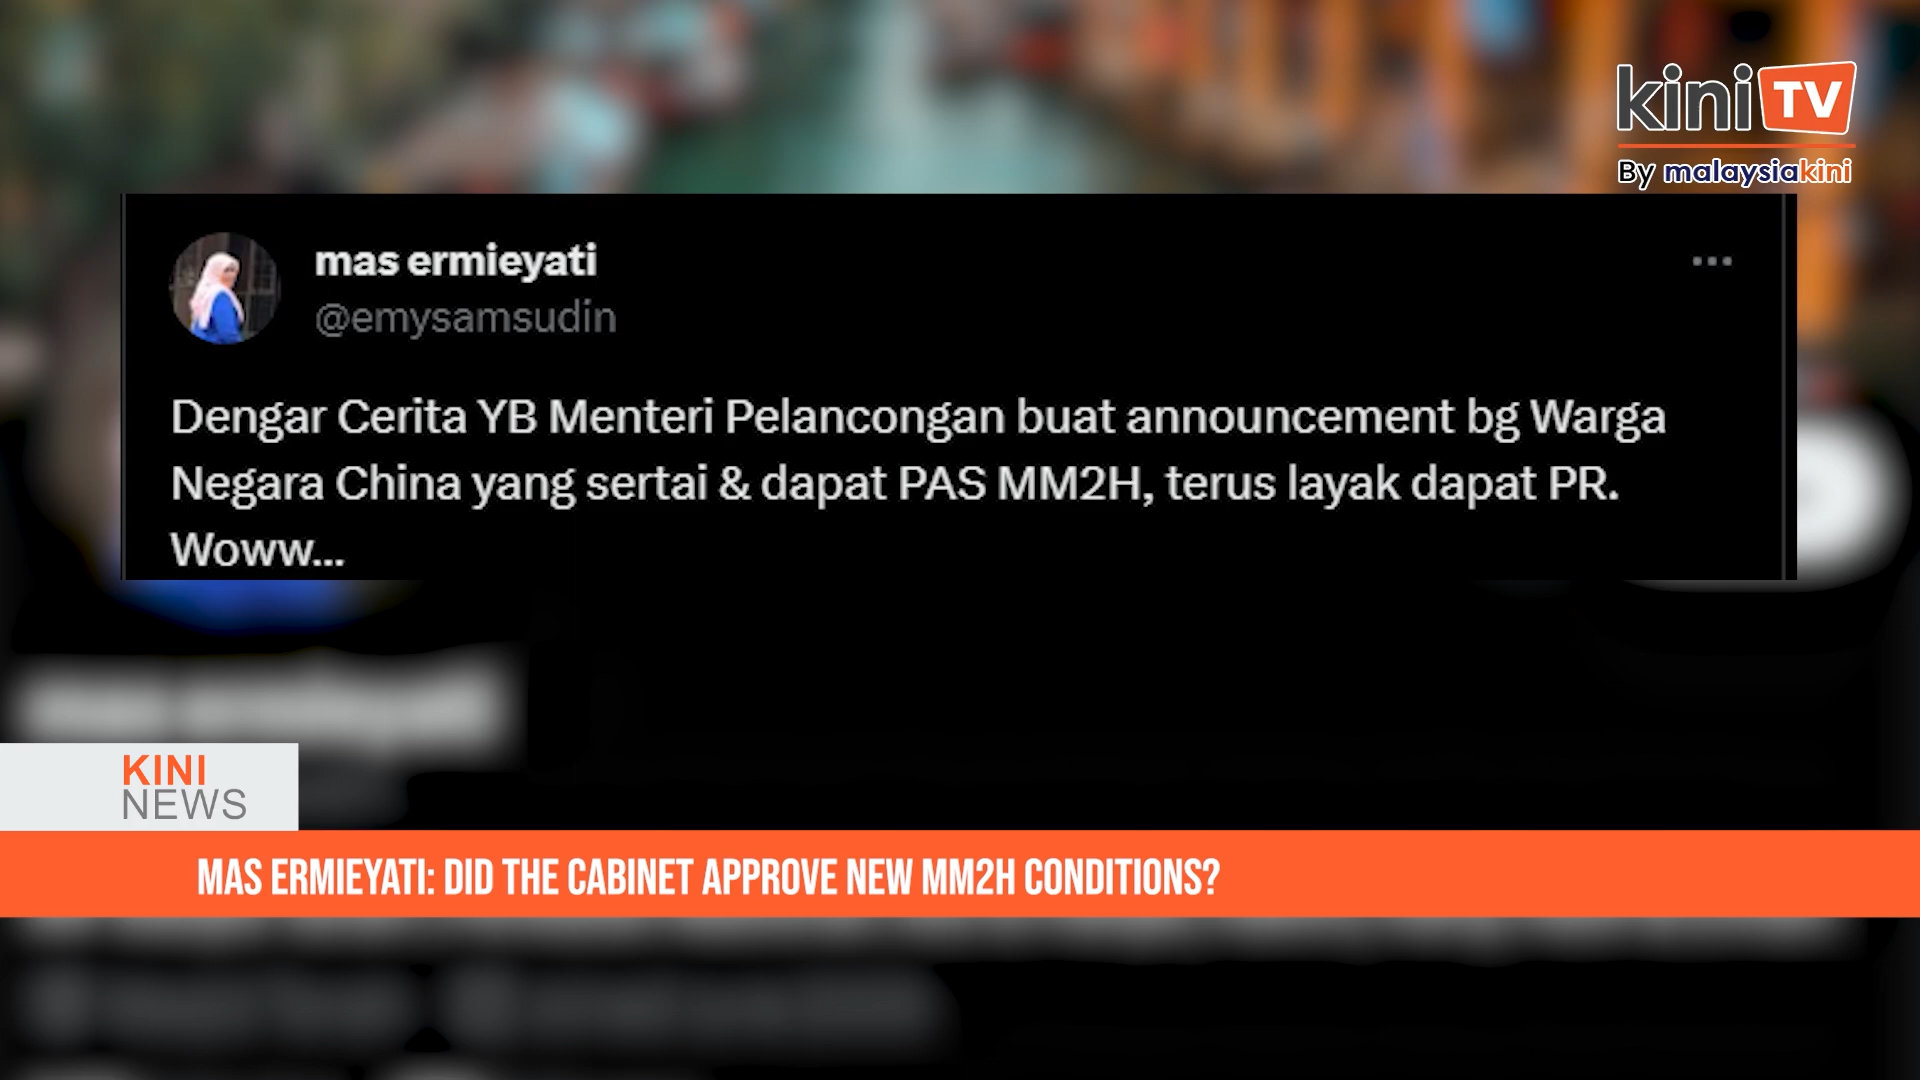 kini TV
By malaysiakini
mas ermieyati
@emysamsudin
Dengar Cerita YB Menteri Pelancongan buat announcement bg Warga
Negara China yang sertai & dapat PAS MM2H, terus layak dapat PR.
Woww...
KINI
NEWS
MAS ERMIEYATI: DID THE CABINET APPROVE NEW MM2H CONDITIONS?